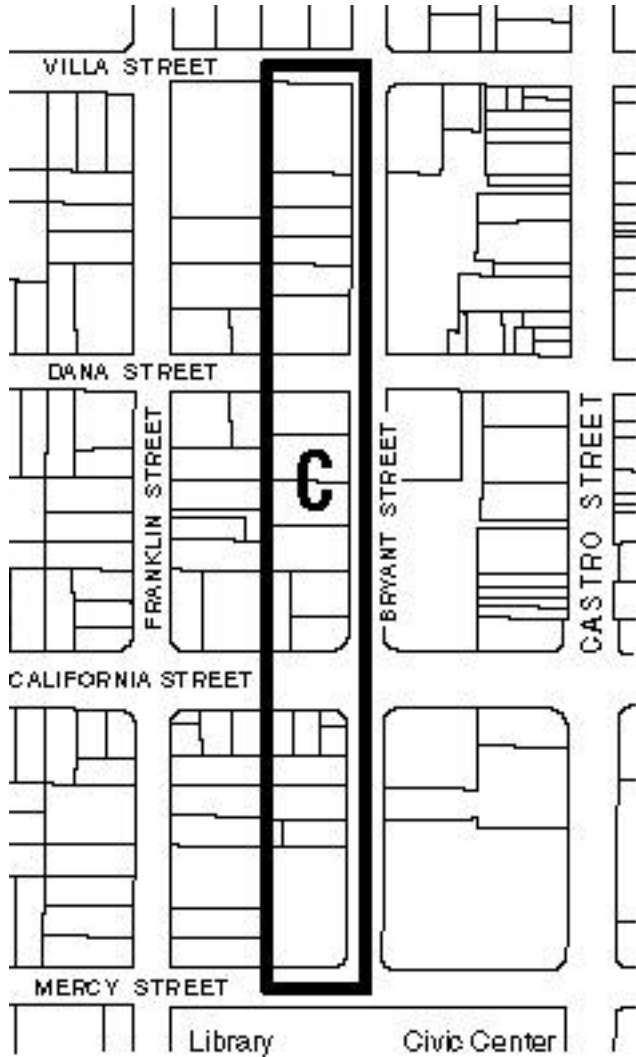 VILLA STREET
DANA STREET
FRANKLIN STREET
C
BRYANT STREET
CASTRO STREET
CALIFORNIA STREET
MERCY STREET
Library
Civic Center